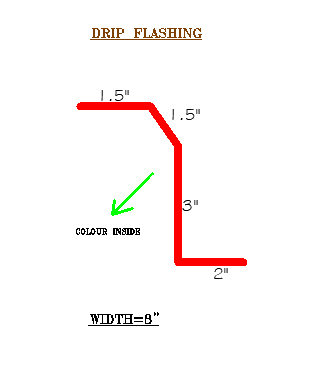 DRIP FLASHING
1.5"
1.5"
3"
COLOUR INSIDE
2"
WIDTH=8"